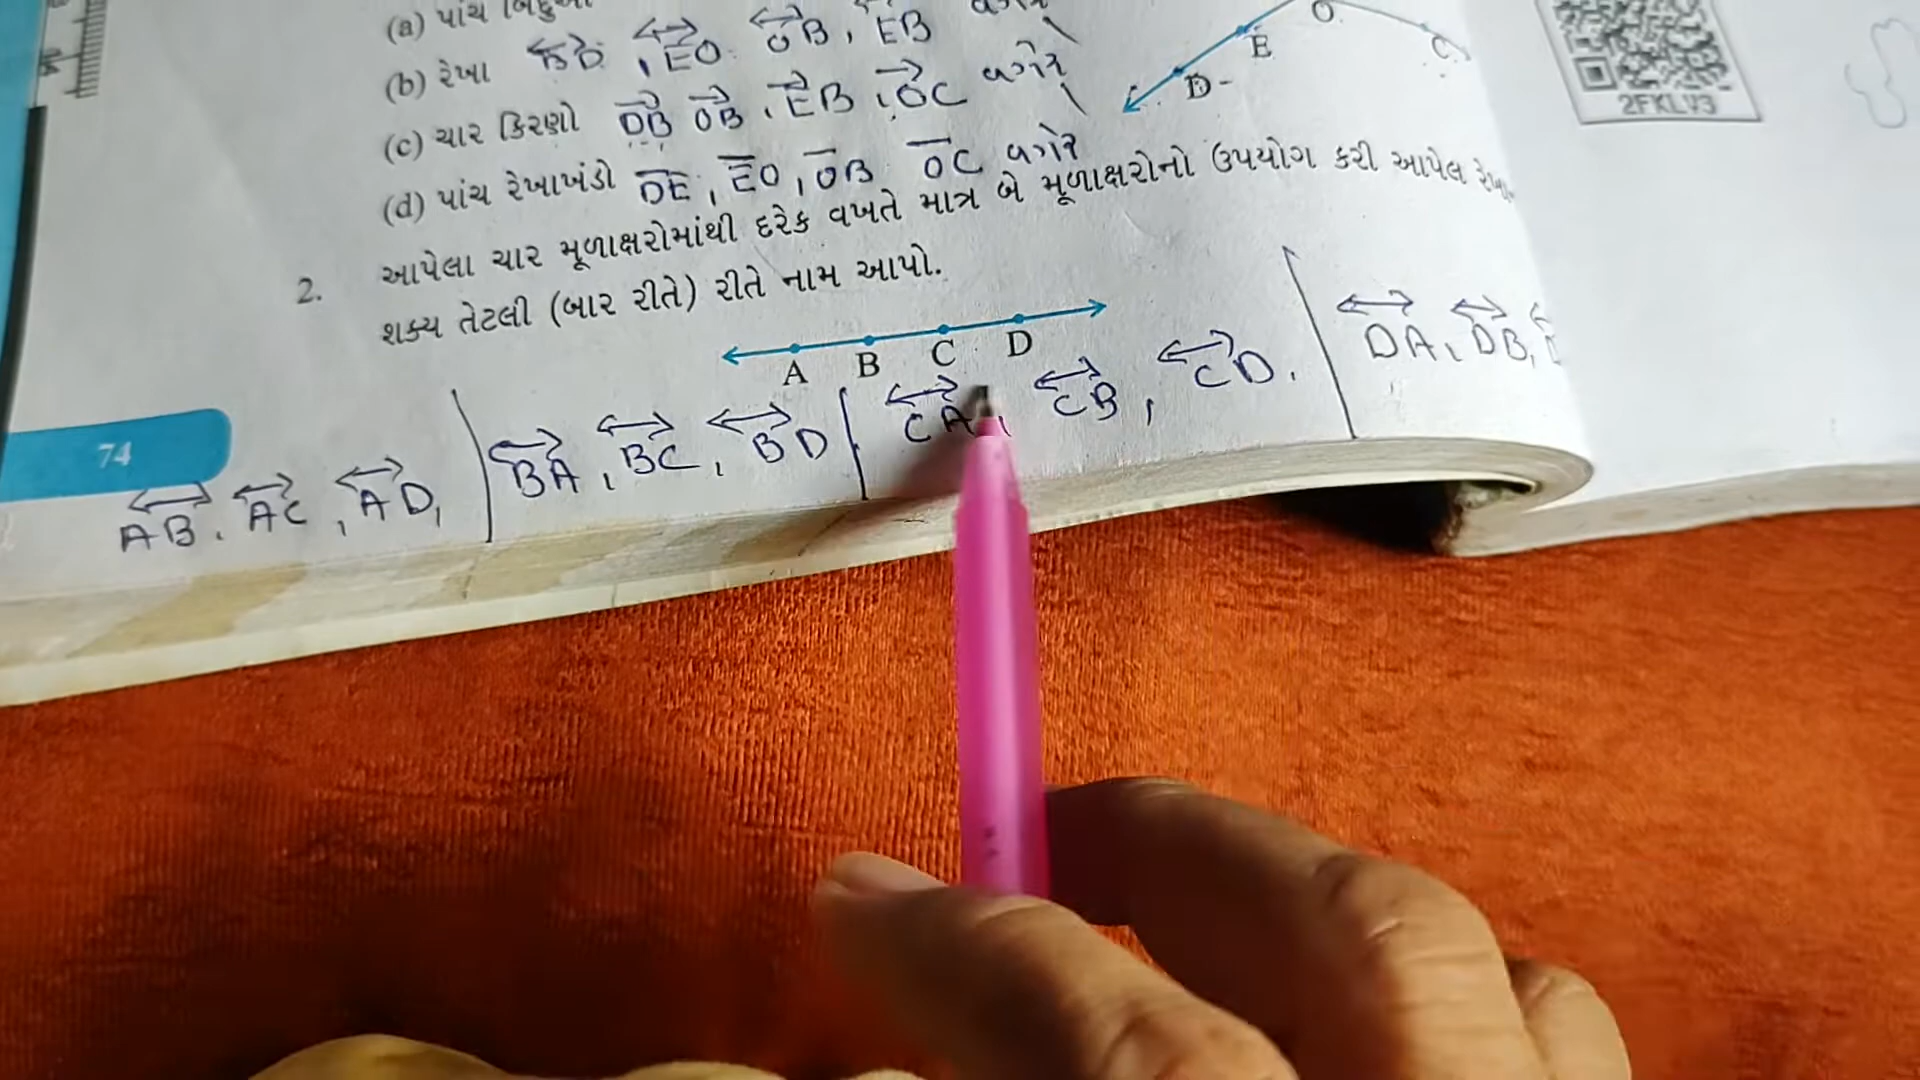 (a) પાંચ બિંદુઓ
(b) રેખા BD, EO OB, EB
(c) ચાર કિરણો DB OB, EB, OC વગેરે
(d) પાંચ રેખાખંડો DE, EO, OB OC વગેરે
2. આપેલા ચાર મૂળાક્ષરોમાંથી દરેક વખતે માત્ર બે મૂળાક્ષરોનો ઉપયોગ કરી આપેલ
શક્ય તેટલી (બાર રીતે) રીતે નામ આપો.
O
C
E
D
2FKLV3
A B C D
74
AB, AC, AD, BA, BC, BD CA, CB, CD, DA, DB,